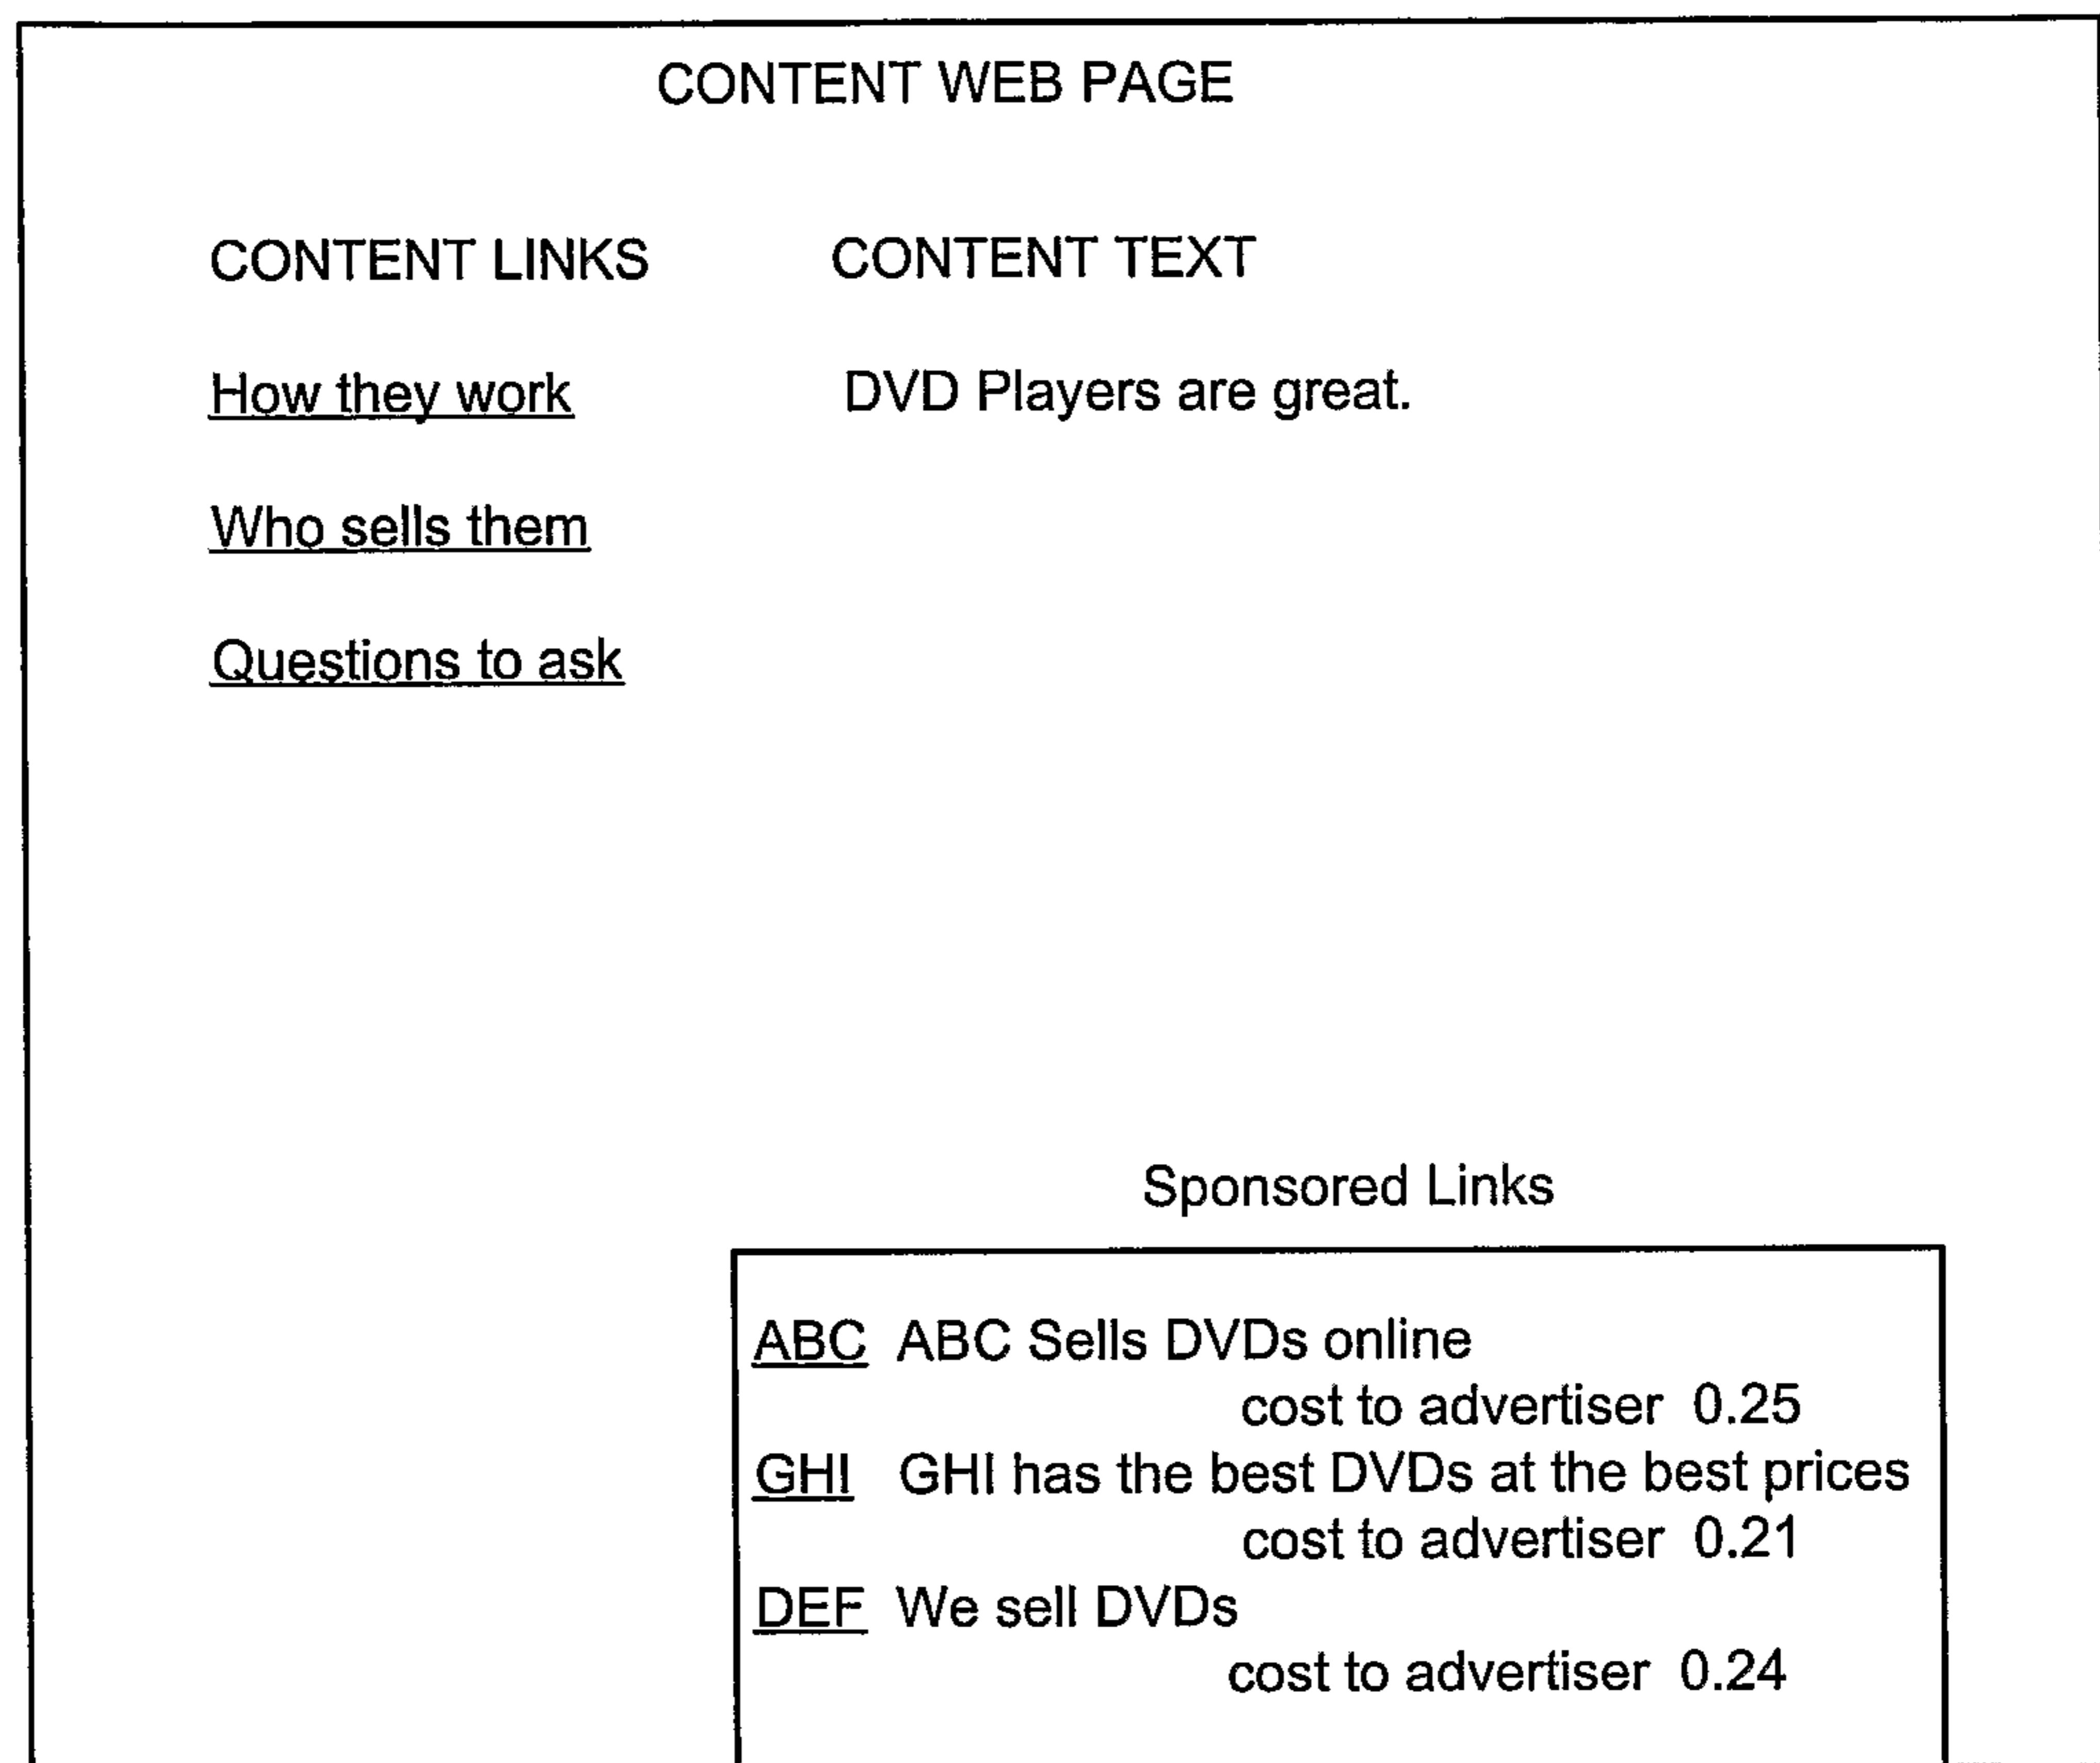 CONTENT WEB PAGE
CONTENT LINKS
How they work
Who sells them
Questions to ask
CONTENT TEXT
DVD Players are great.
Sponsored Links
ABC ABC Sells DVDs online
cost to advertiser 0.25
GHI GHI has the best DVDs at the best prices
cost to advertiser 0.21
DEF We sell DVDs
cost to advertiser 0.24